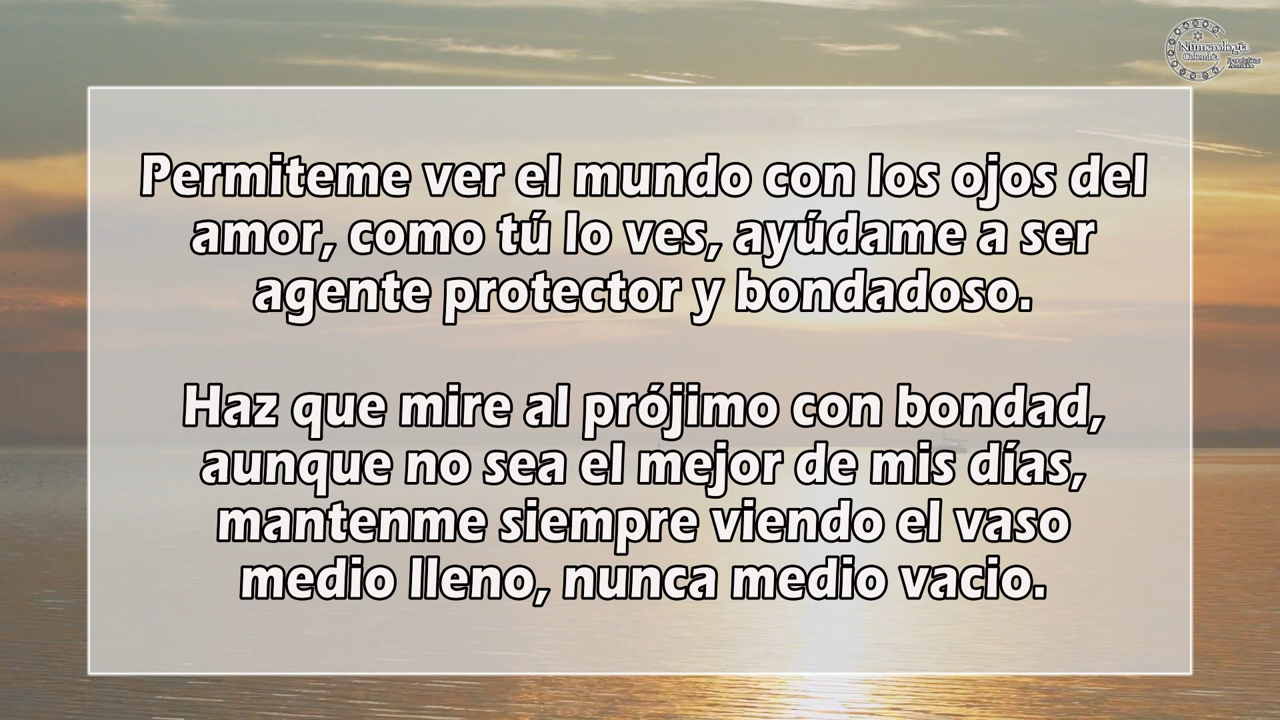 Numerología
Colombia
Permiteme ver el mundo con los ojos del
amor, como tú lo ves, ayúdame a ser
agente protector y bondadoso.
Haz que mire al prójimo con bondad,
aunque no sea el mejor de mis días,
mantenme siempre viendo el vaso
medio lleno, nunca medio vacio.